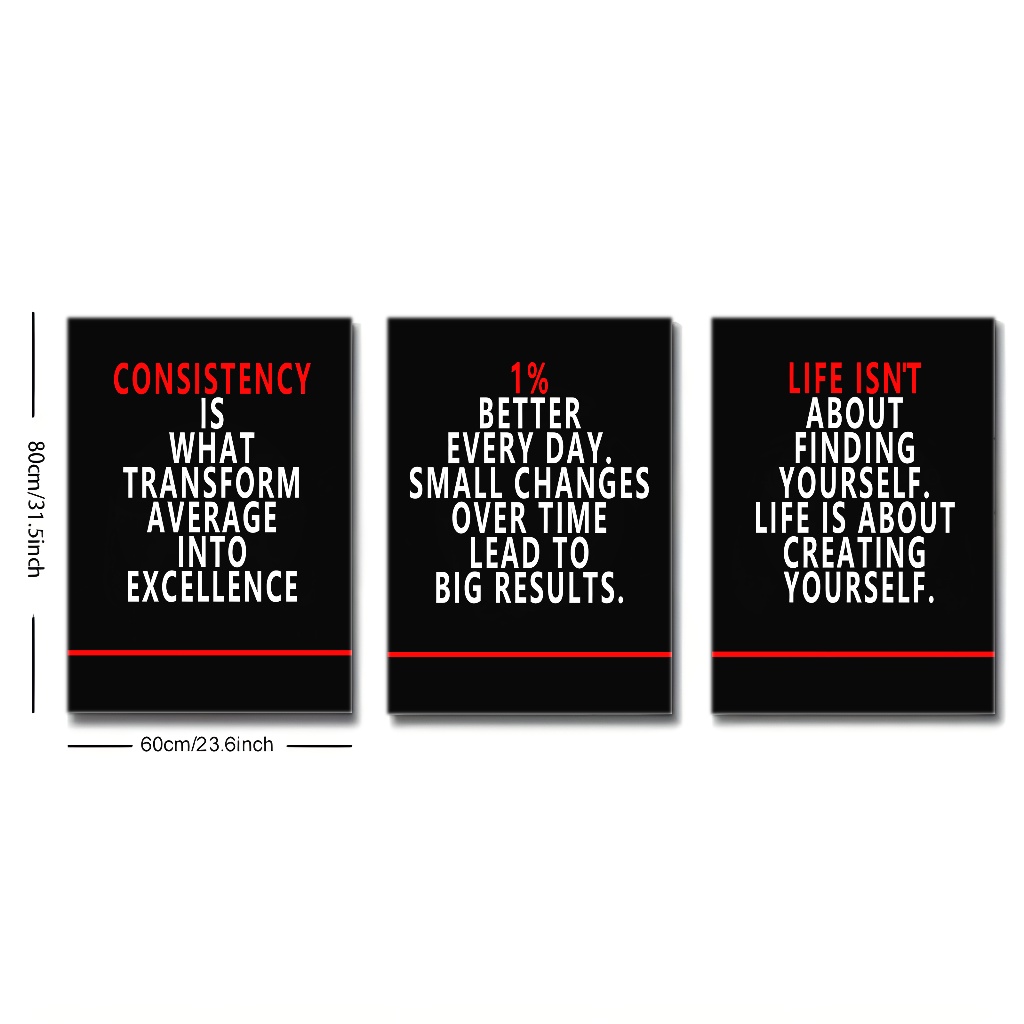 CONSISTENCY
IS
WHAT
TRANSFORM
AVERAGE
INTO
EXCELLENCE
1%
BETTER
EVERY DAY.
SMALL CHANGES
OVER TIME
LEAD TO
BIG RESULTS.
LIFE ISN'T
ABOUT
FINDING
YOURSELF.
LIFE IS ABOUT
CREATING
YOURSELF.
80cm/31.5inch
60cm/23.6inch